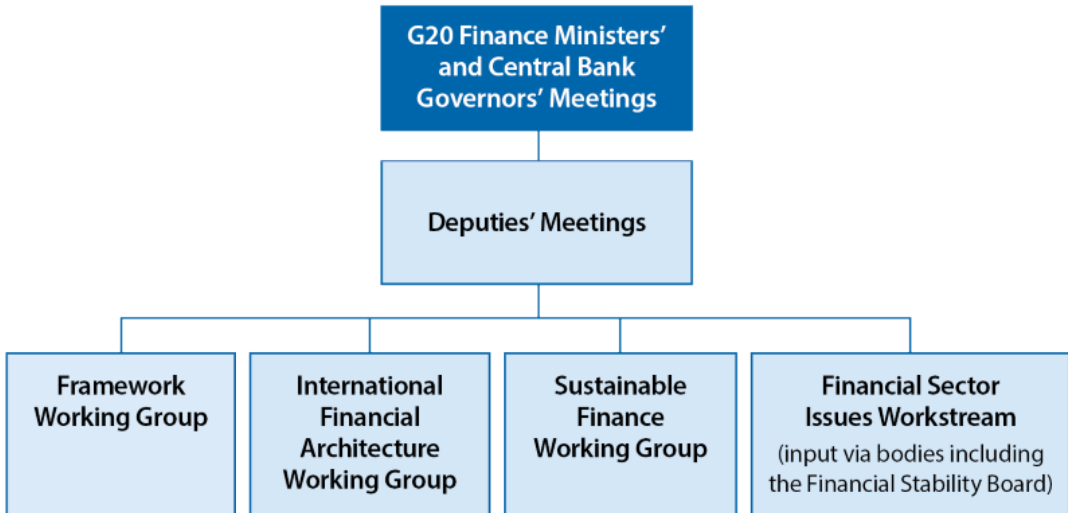 G20 Finance Ministers’
and Central Bank
Governors’ Meetings
Deputies’ Meetings
Framework
Working Group
International
Financial
Architecture
Working Group
Sustainable
Finance
Working Group
Financial Sector
Issues Workstream
(input via bodies including
the Financial Stability Board)